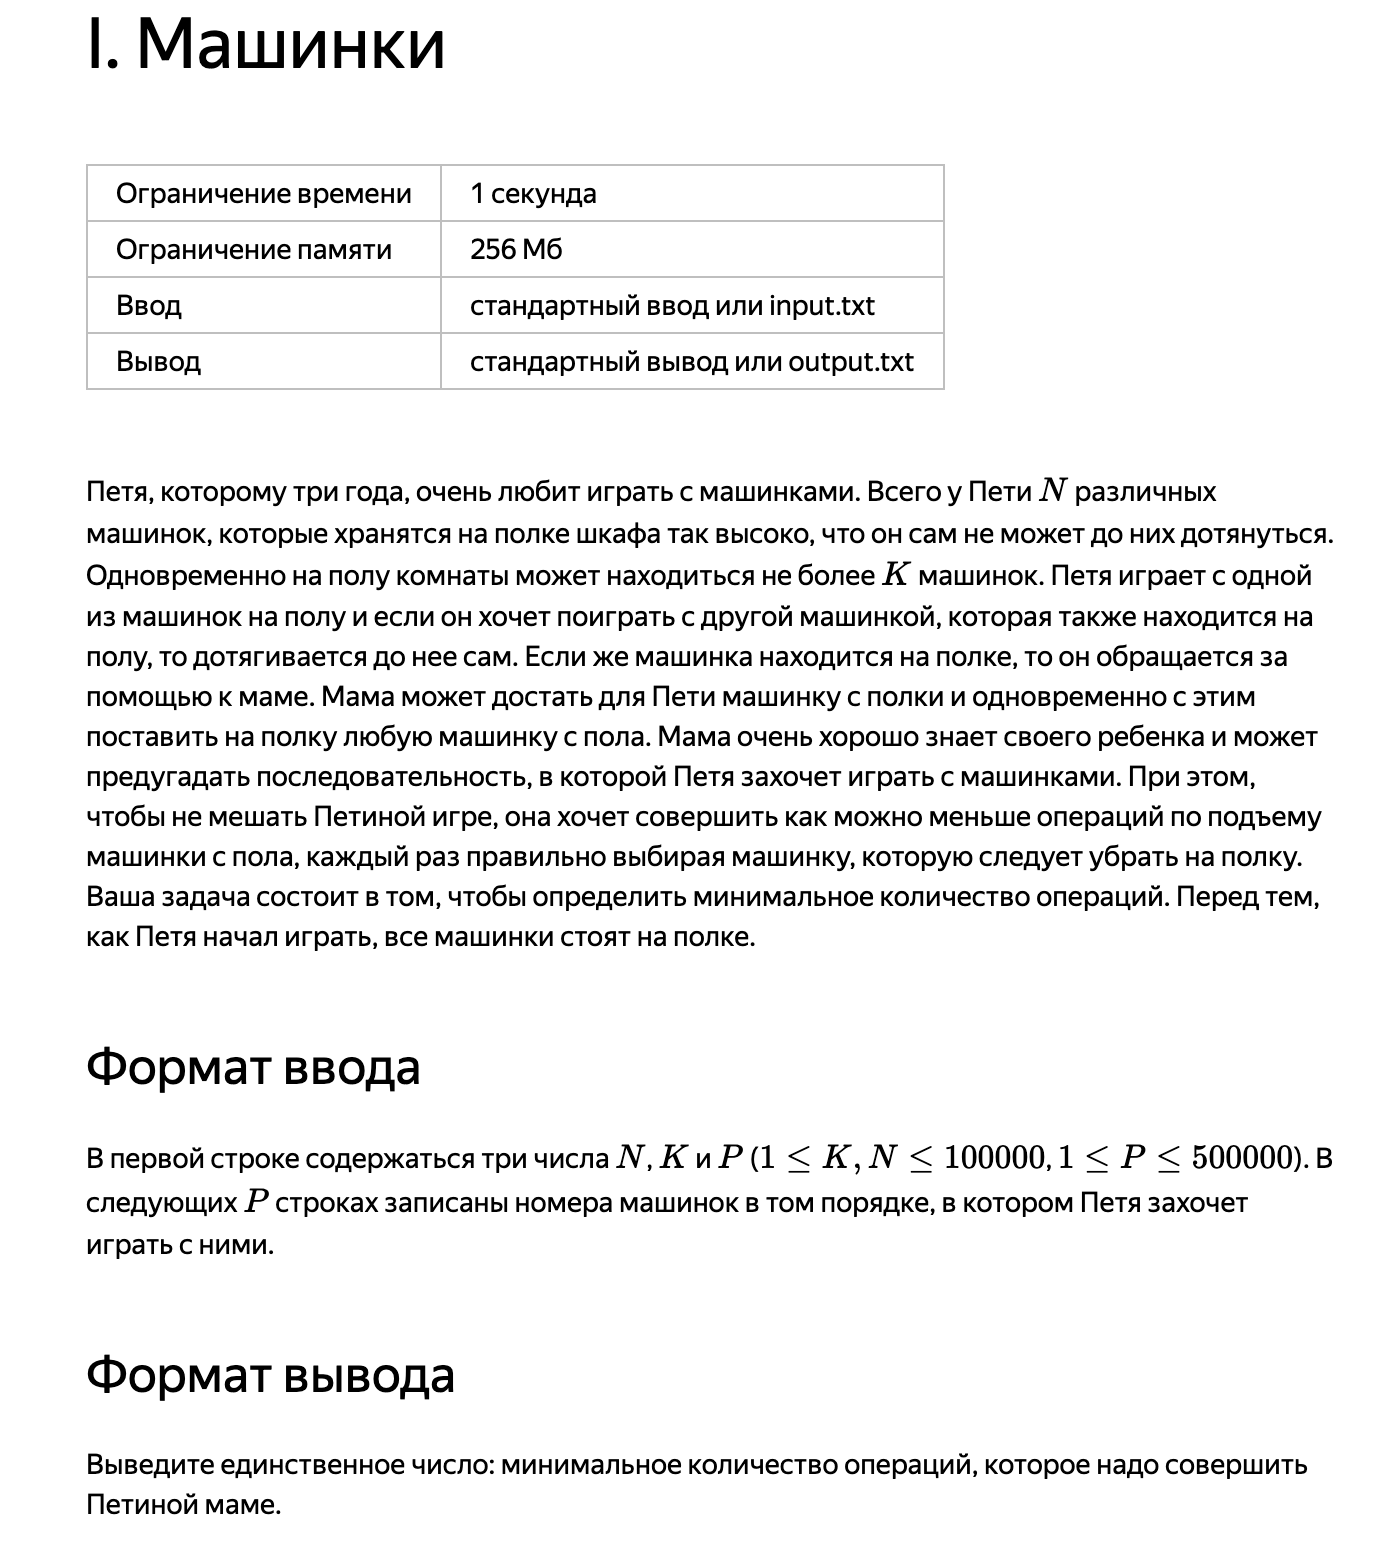 I. Машинки
Ограничение времени 1 секунда
Ограничение памяти 256 Мб
Ввод стандартный ввод или input.txt
Вывод стандартный вывод или output.txt
Петя, которому три года, очень любит играть с машинками. Всего у Пети N различных
машинок, которые хранятся на полке шкафа так высоко, что он сам не может до них дотянуться.
Одновременно на полу комнаты может находиться не более K машинок. Петя играет с одной
из машинок на полу и если он хочет поиграть с другой машинкой, которая также находится на
полу, то дотягивается до нее сам. Если же машинка находится на полке, то он обращается за
помощью к маме. Мама может достать для Пети машинку с полки и одновременно с этим
поставить на полку любую машинку с пола. Мама очень хорошо знает своего ребенка и может
предугадать последовательность, в которой Петя захочет играть с машинками. При этом,
чтобы не мешать Петиной игре, она хочет совершить как можно меньше операций по подъему
машинки с пола, каждый раз правильно выбирая машинку, которую следует убрать на полку.
Ваша задача состоит в том, чтобы определить минимальное количество операций. Перед тем,
как Петя начал играть, все машинки стоят на полке.
Формат ввода
В первой строке содержаться три числа N, K и P (1 ≤ K, N ≤ 100000, 1 ≤ P ≤ 500000). В
следующих P строках записаны номера машинок в том порядке, в котором Петя захочет
играть с ними.
Формат вывода
Выведите единственное число: минимальное количество операций, которое надо совершить
Петиной маме.